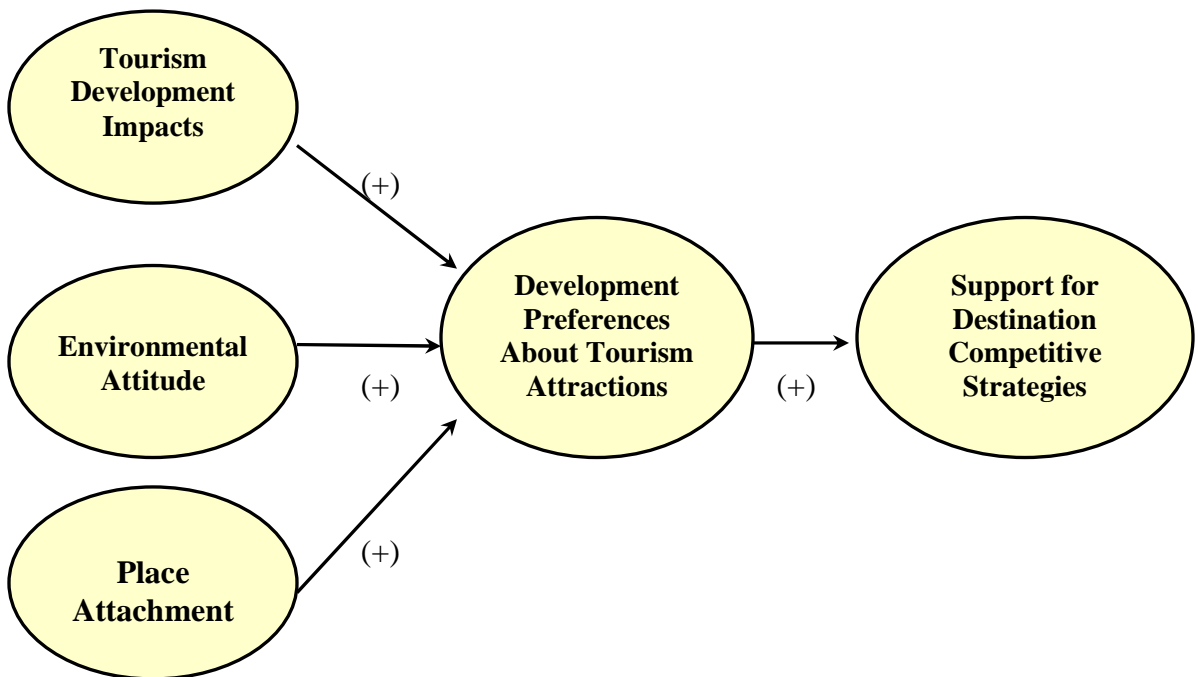 Tourism
Development
Impacts
(+)
Environmental
Attitude
(+)
Place
Attachment
(+)
Development
Preferences
About Tourism
Attractions
(+)
Support for
Destination
Competitive
Strategies